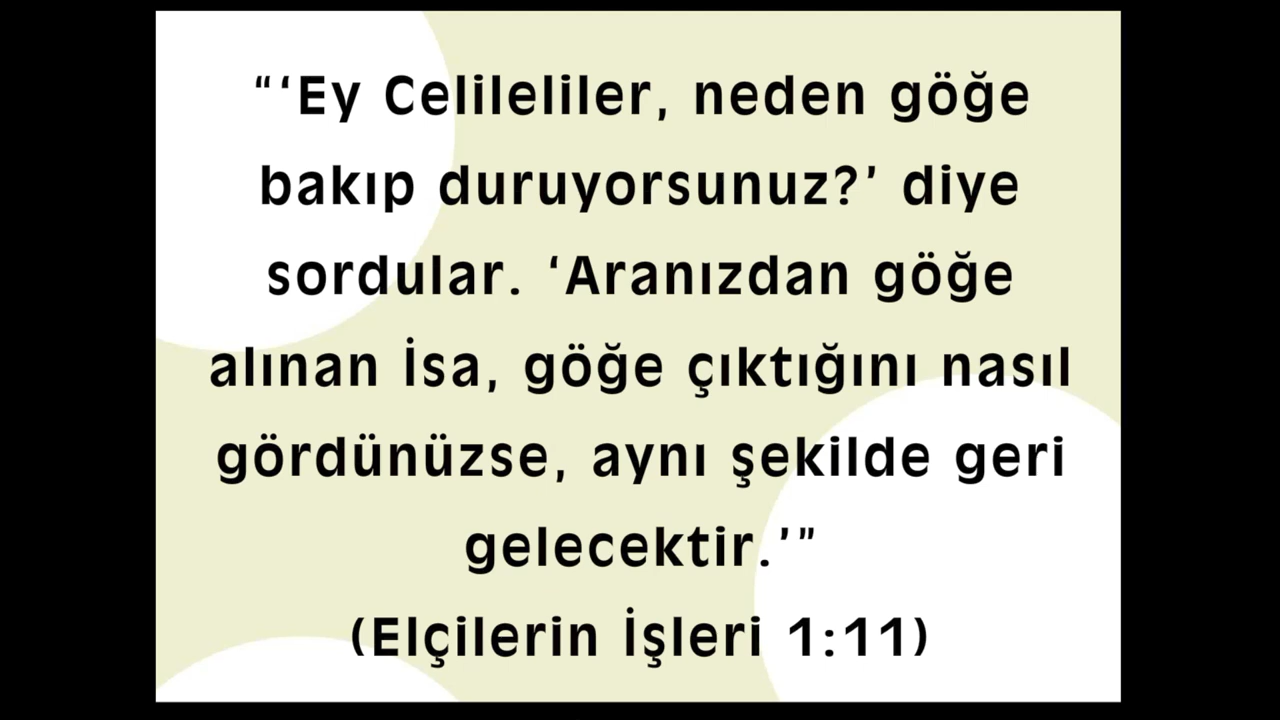 “‘Ey Celileliler, neden göğe
bakıp duruyorsunuz?’ diye
sordular. ‘Aranızdan göğe
alınan İsa, göğe çıktığını nasıl
gördünüzse, aynı şekilde geri
gelecektir.’”
(Elçilerin İşleri 1:11)